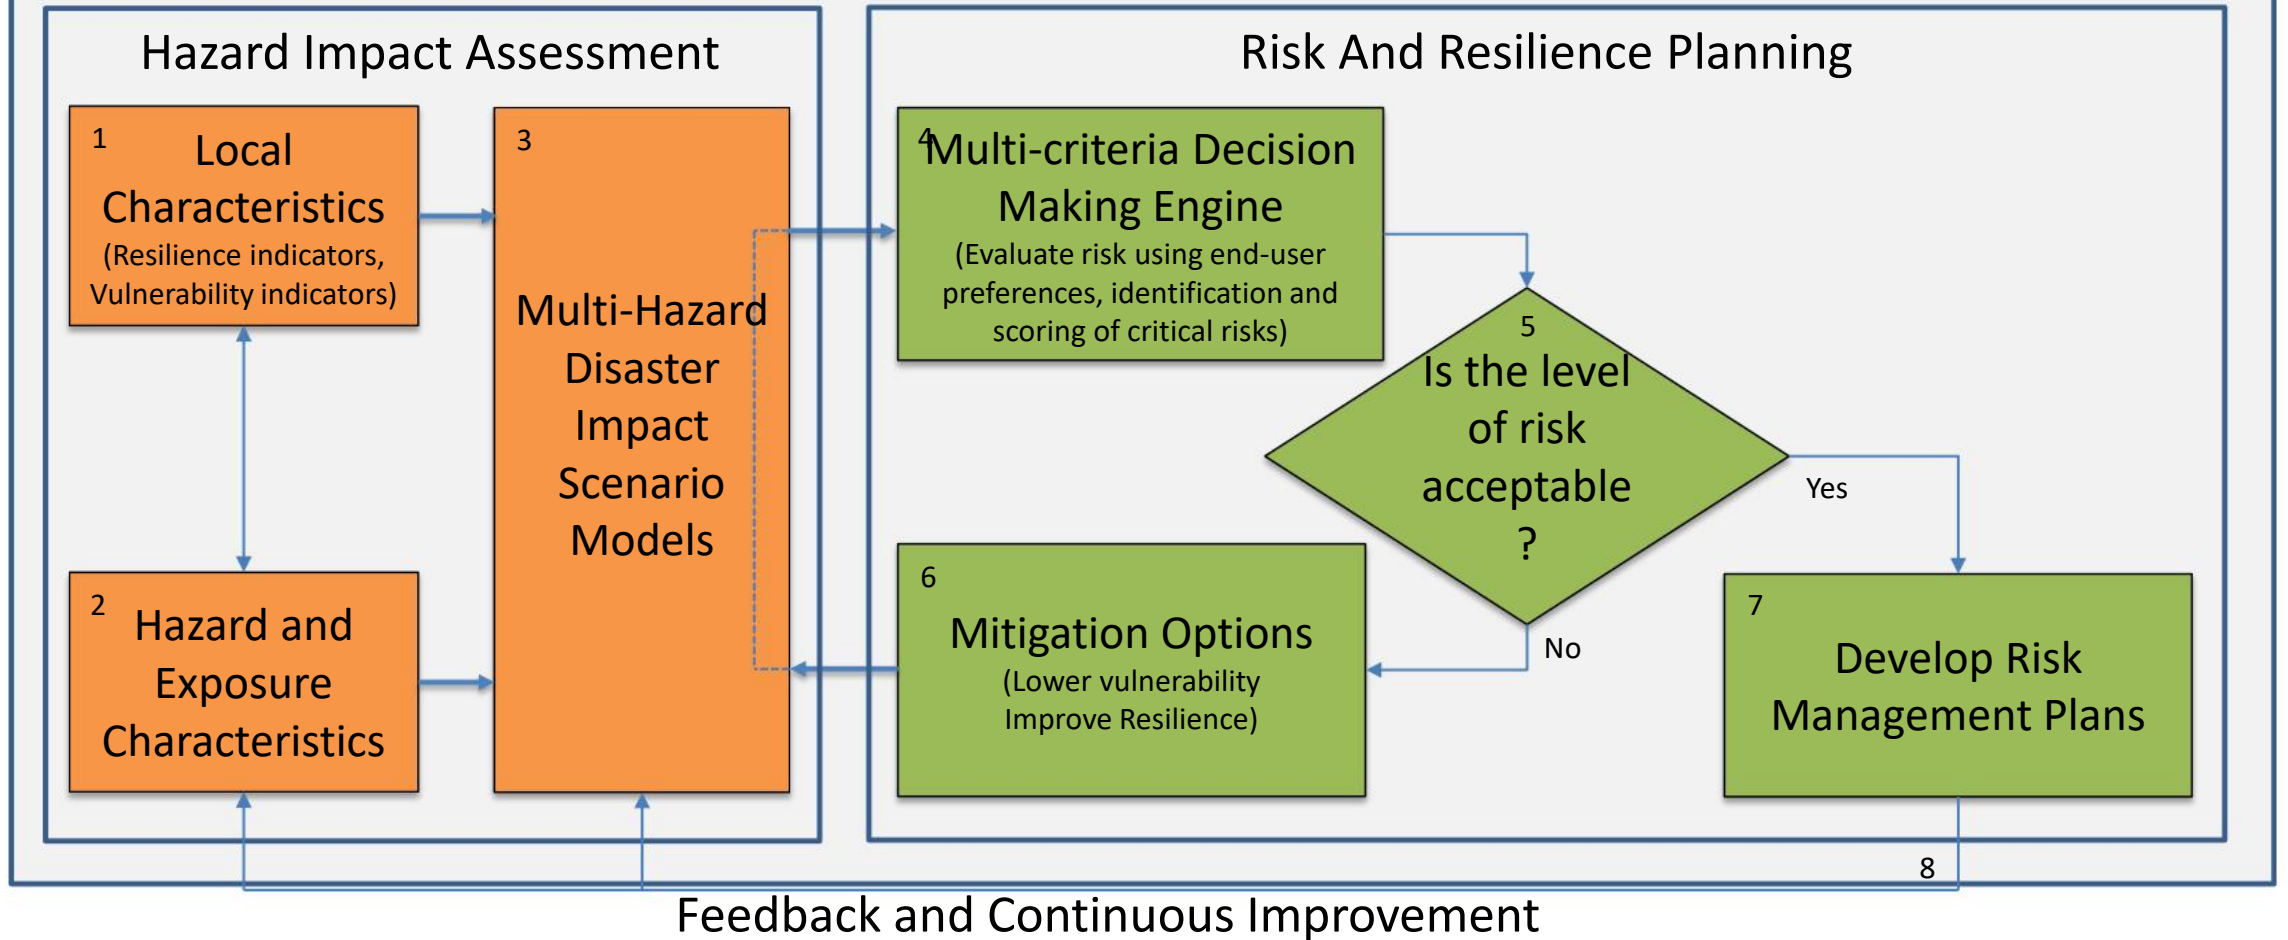 Hazard Impact Assessment
1
Local
Characteristics
(Resilience indicators,
Vulnerability indicators)
2
Hazard and
Exposure
Characteristics
3
Multi-Hazard
Disaster
Impact
Scenario
Models
Risk And Resilience Planning
4
Multi-criteria Decision
Making Engine
(Evaluate risk using end-user
preferences, identification and
scoring of critical risks)
5
Is the level
of risk
acceptable
?
Yes
No
6
Mitigation Options
(Lower vulnerability
Improve Resilience)
7
Develop Risk
Management Plans
8
Feedback and Continuous Improvement